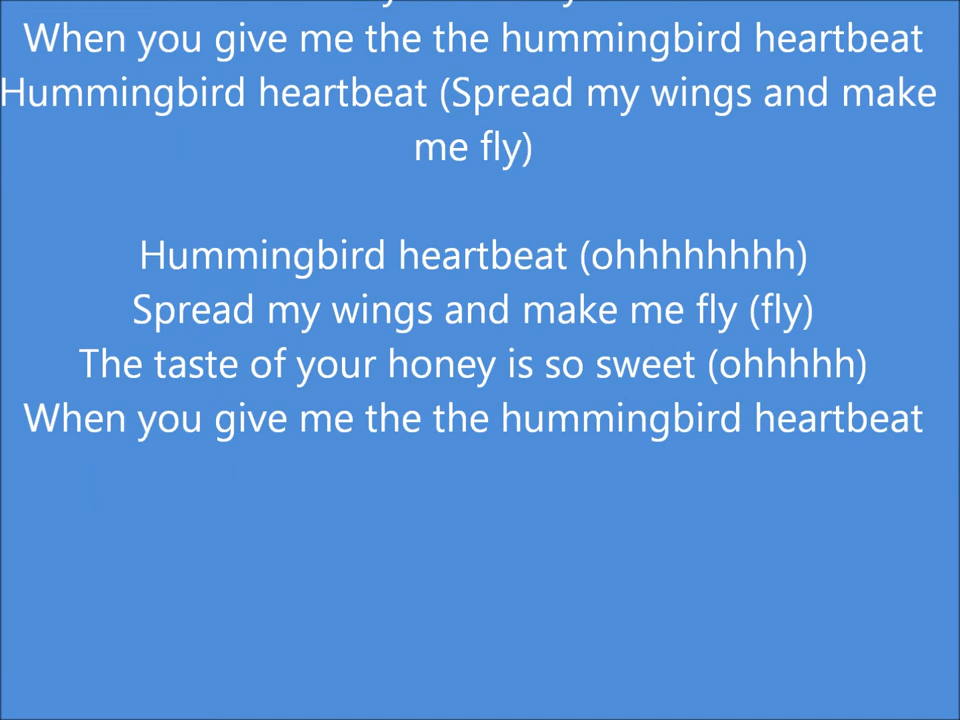 When you give me the the hummingbird heartbeat
Hummingbird heartbeat (Spread my wings and make
me fly)
Hummingbird heartbeat (ohhhhhhhh)
Spread my wings and make me fly (fly)
The taste of your honey is so sweet (ohhhhh)
When you give me the the hummingbird heartbeat